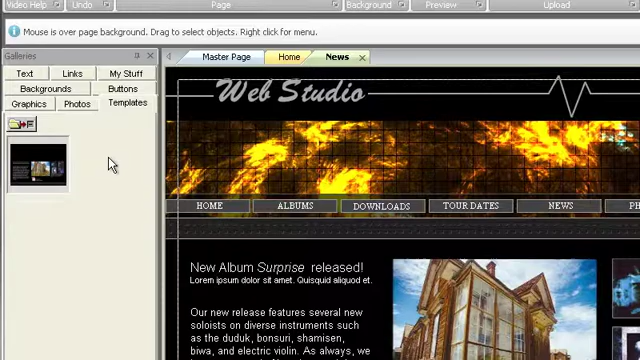 Video Help Undo Page Background Preview Upload
Mouse is over page background. Drag to select objects. Right click for menu.
Galleries
Text Links My Stuff
Backgrounds Buttons
Graphics Photos Templates
Master Page Home News
Web Studio
HOME ALBUMS DOWNLOADS TOUR DATES NEWS PH
New Album Surprise released!
Lorem ipsum dolor sit amet. Quisquid aliquod et.
Our new release features several new
soloists on diverse instruments such
as the duduk, bonsuri, shamisen,
biwa, and electric violin. As always, we